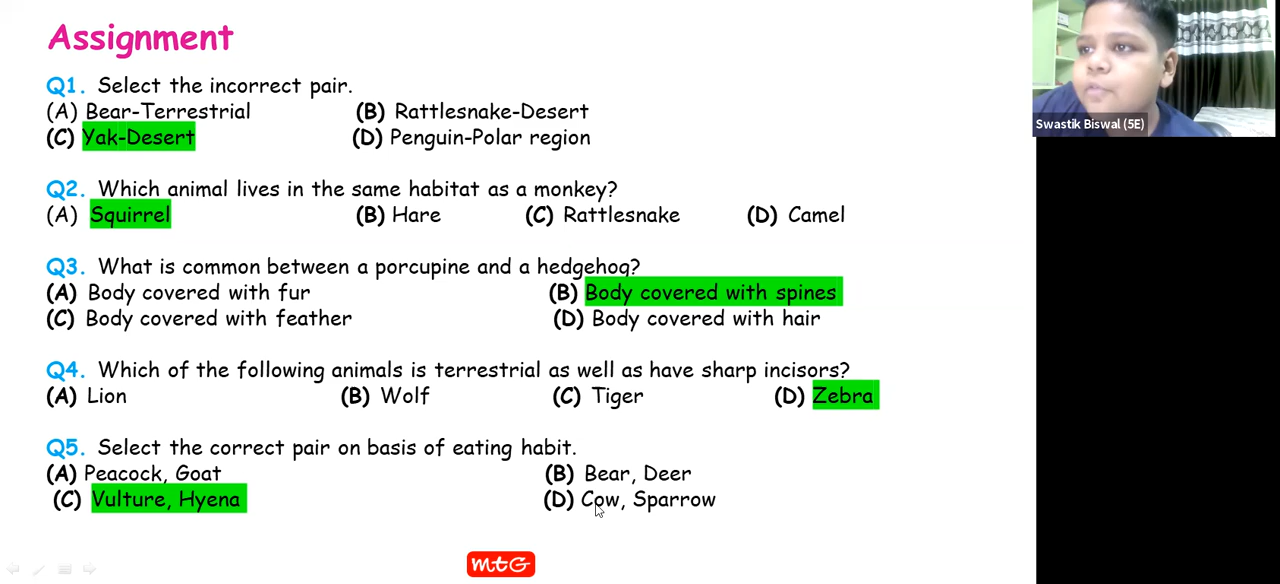 Assignment
Q1. Select the incorrect pair.
(A) Bear-Terrestrial (B) Rattlesnake-Desert
(C) Yak-Desert (D) Penguin-Polar region
Q2. Which animal lives in the same habitat as a monkey?
(A) Squirrel (B) Hare (C) Rattlesnake (D) Camel
Q3. What is common between a porcupine and a hedgehog?
(A) Body covered with fur (B) Body covered with spines
(C) Body covered with feather (D) Body covered with hair
Q4. Which of the following animals is terrestrial as well as have sharp incisors?
(A) Lion (B) Wolf (C) Tiger (D) Zebra
Q5. Select the correct pair on basis of eating habit.
(A) Peacock, Goat (B) Bear, Deer
(C) Vulture, Hyena (D) Cow, Sparrow
mtG
Swastik Biswal (5E)